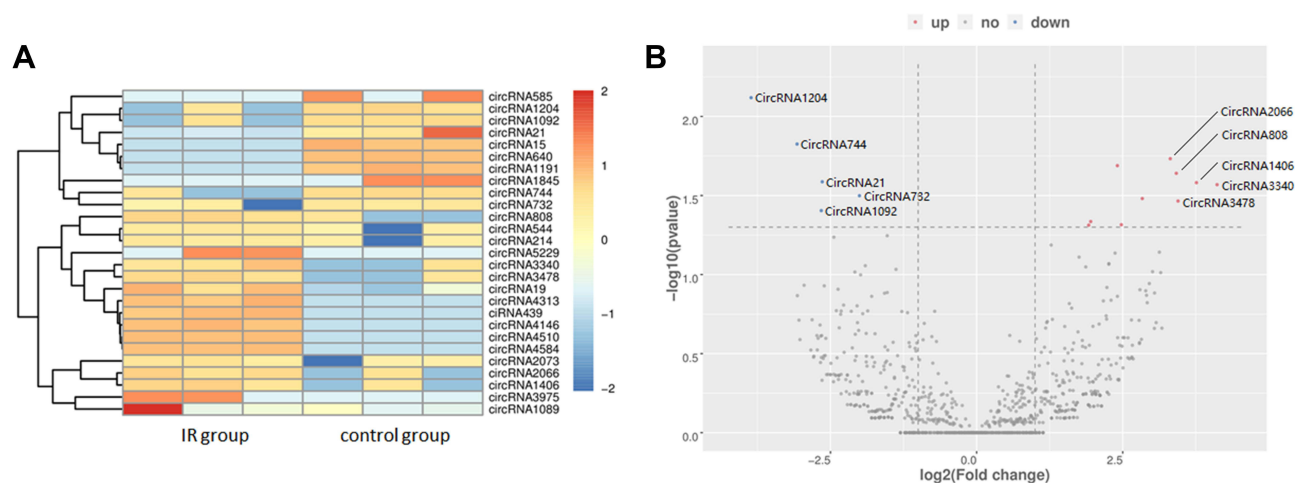 A
circRNA585
circRNA1204
circRNA1092
circRNA21
circRNA15
circRNA640
circRNA1191
circRNA1845
circRNA744
circRNA732
circRNA808
circRNA544
circRNA214
circRNA5229
circRNA3340
circRNA3478
circRNA19
circRNA4313
ciRNA439
circRNA4146
circRNA4510
circRNA4584
circRNA2073
circRNA2066
circRNA1406
circRNA3975
circRNA1089
2
1
0
−1
−2
IR group control group
B
up no down
CircRNA1204
CircRNA744
CircRNA21
CircRNA732
CircRNA1092
CircRNA2066
CircRNA808
CircRNA1406
CircRNA3340
CircRNA3478
−log10(pvalue)
2.0
1.5
1.0
0.5
0.0
−2.5 0.0 2.5
log2(Fold change)